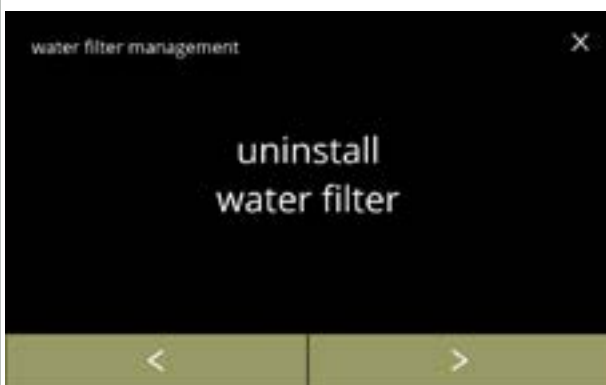 water filter management
×
uninstall
water filter
< >